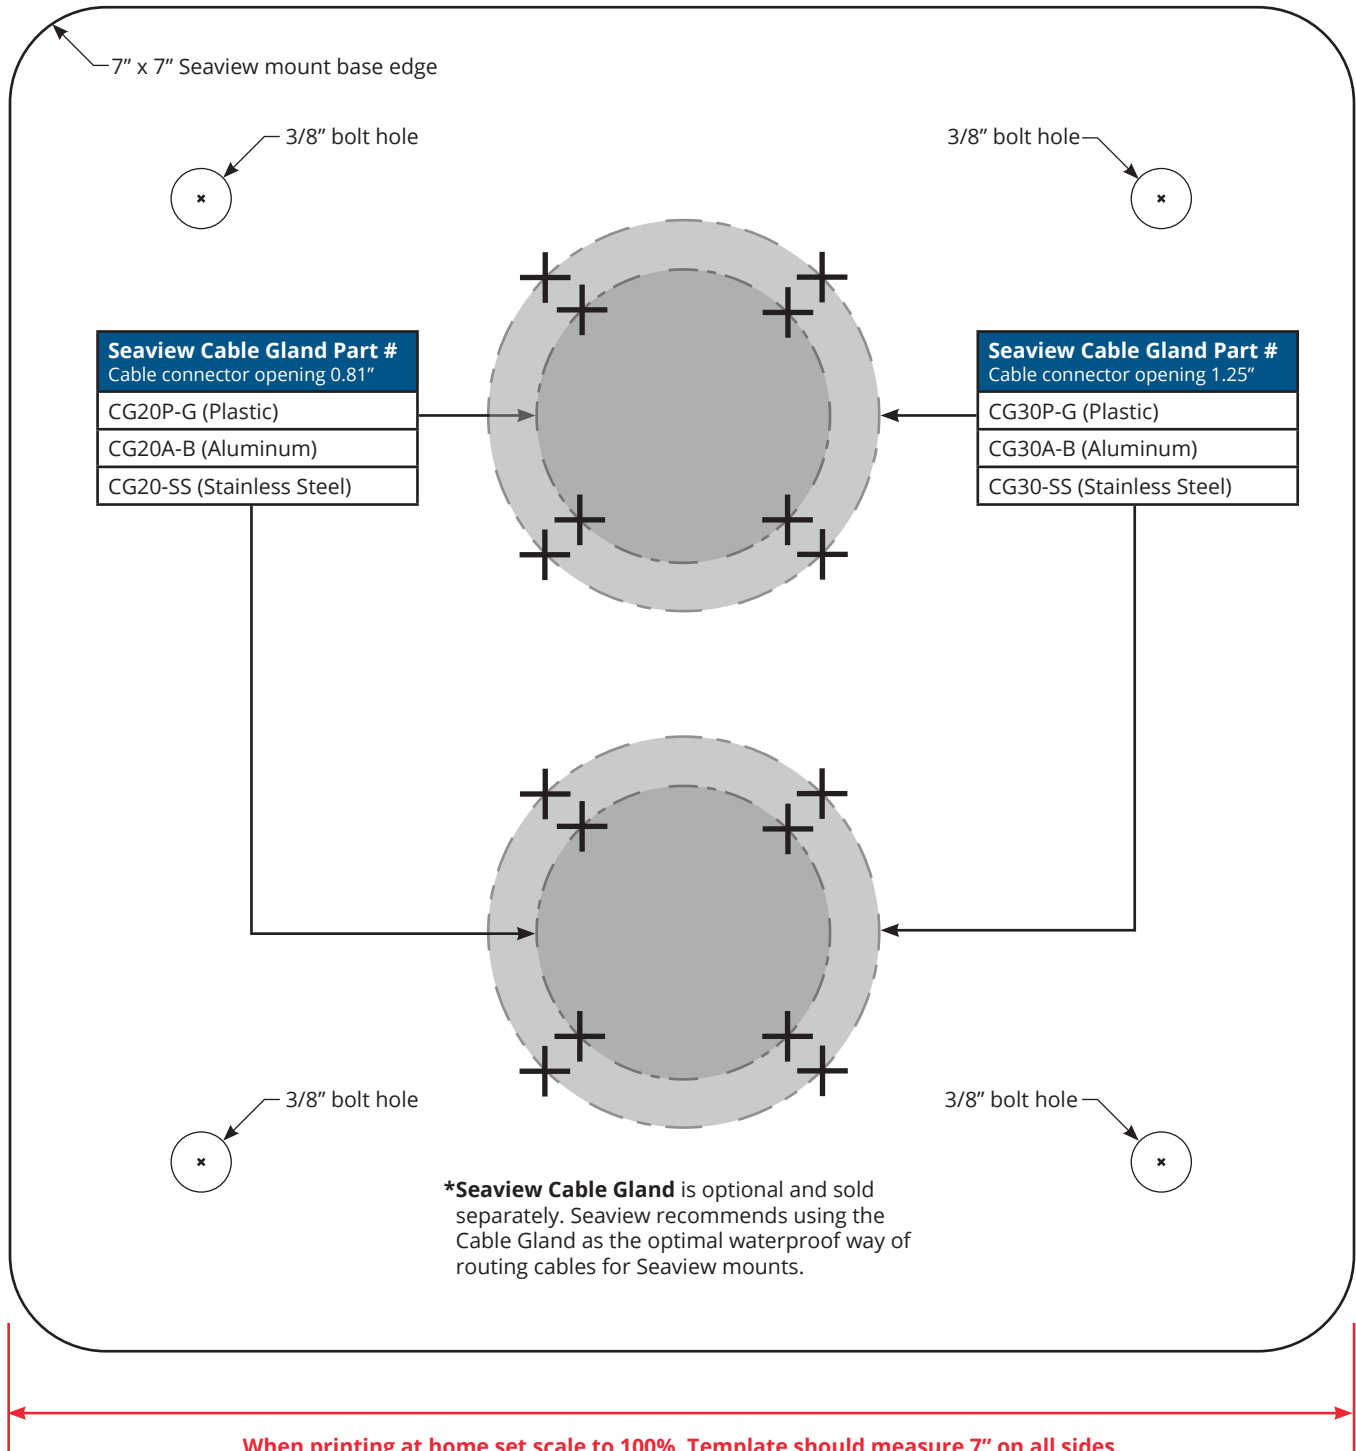 7” x 7” Seaview mount base edge
3/8” bolt hole
3/8” bolt hole
Seaview Cable Gland Part #
Cable connector opening 0.81”
CG20P-G (Plastic)
CG20A-B (Aluminum)
CG20-SS (Stainless Steel)
Seaview Cable Gland Part #
Cable connector opening 1.25”
CG30P-G (Plastic)
CG30A-B (Aluminum)
CG30-SS (Stainless Steel)
3/8” bolt hole
3/8” bolt hole
*Seaview Cable Gland is optional and sold
separately. Seaview recommends using the
Cable Gland as the optimal waterproof way of
routing cables for Seaview mounts.
When printing at home set scale to 100%. Template should measure 7” on all sides